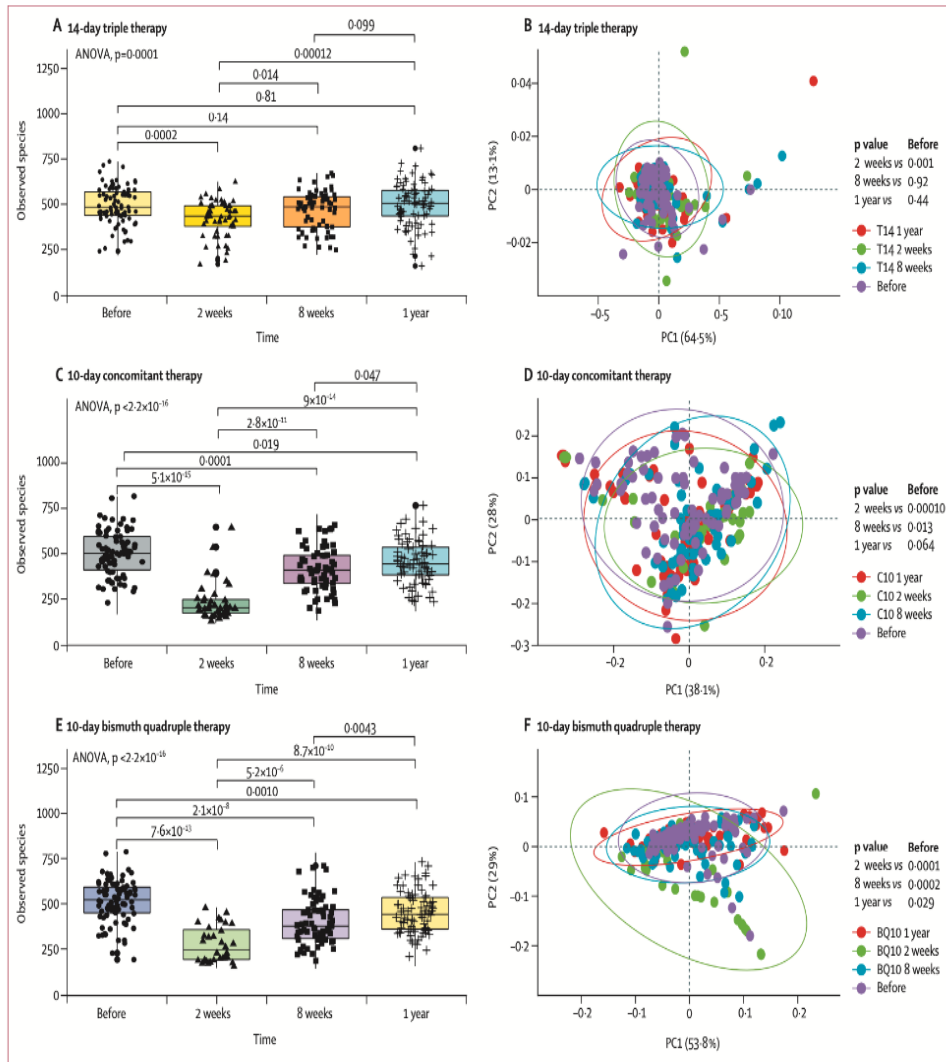 A 14-day triple therapy
ANOVA, p=0·0001
0·099
0·00012
0·014
0·81
0·14
0·0002
Observed species
1250
1000
750
500
250
0
Before
2 weeks
8 weeks
1 year
Time
B 14-day triple therapy
PC2 (13·1%)
0·04
0·02
0
−0·02
−0·5
0
0·5
0·10
PC1 (64·5%)
p value Before
2 weeks vs 0·001
8 weeks vs 0·92
1 year vs 0·44
T14 1 year
T14 2 weeks
T14 8 weeks
Before
C 10-day concomitant therapy
ANOVA, p <2·2×10⁻¹⁶
0·047
9×10⁻¹⁴
2·8×10⁻¹¹
0·019
0·0001
5·1×10⁻¹⁵
Observed species
1250
1000
750
500
250
0
Before
2 weeks
8 weeks
1 year
Time
D 10-day concomitant therapy
PC2 (28%)
0·2
0·1
0
−0·1
−0·2
−0·3
−0·2
0
0·2
PC1 (38·1%)
p value Before
2 weeks vs 0·00010
8 weeks vs 0·013
1 year vs 0·064
C10 1 year
C10 2 weeks
C10 8 weeks
Before
E 10-day bismuth quadruple therapy
ANOVA, p <2·2×10⁻¹⁶
0·0043
8.7×10⁻¹⁰
5·2×10⁻⁶
0·0010
2·1×10⁻⁸
7·6×10⁻¹³
Observed species
1250
1000
750
500
250
0
Before
2 weeks
8 weeks
1 year
Time
F 10-day bismuth quadruple therapy
PC2 (29%)
0·1
0
−0·1
−0·2
−0·2
−0·1
0
0·1
0·2
PC1 (53·8%)
p value Before
2 weeks vs 0·0001
8 weeks vs 0·0002
1 year vs 0·029
BQ10 1 year
BQ10 2 weeks
BQ10 8 weeks
Before